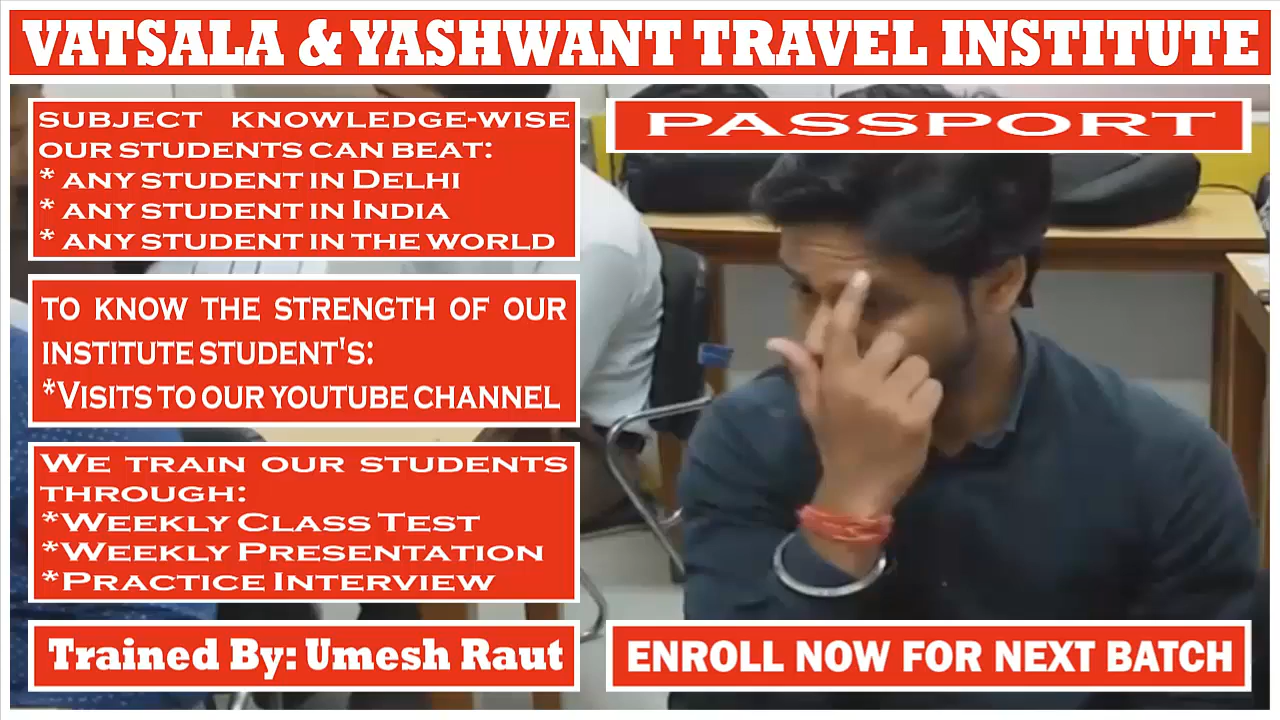 VATSALA & YASHWANT TRAVEL INSTITUTE
SUBJECT KNOWLEDGE-WISE
OUR STUDENTS CAN BEAT:
* ANY STUDENT IN DELHI
* ANY STUDENT IN INDIA
* ANY STUDENT IN THE WORLD
PASSPORT
TO KNOW THE STRENGTH OF OUR
INSTITUTE STUDENT'S:
*VISITS TO OUR YOUTUBE CHANNEL
WE TRAIN OUR STUDENTS
THROUGH:
*WEEKLY CLASS TEST
*WEEKLY PRESENTATION
*PRACTICE INTERVIEW
Trained By: Umesh Raut
ENROLL NOW FOR NEXT BATCH